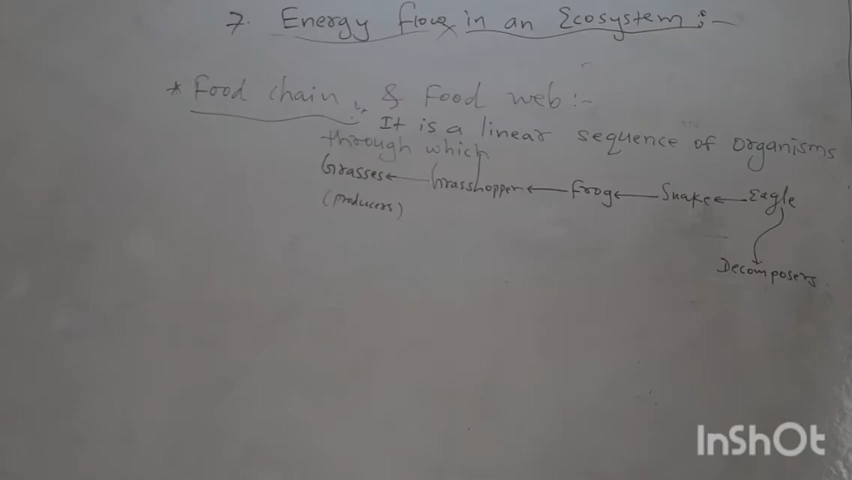 7. Energy flow in an Ecosystem :-
* Food chain & Food web :-
It is a linear sequence of organisms
through which
Grasses ← Grasshopper ← Frog ← Snake ← Eagle
(Producers)
Decomposers
InShOt